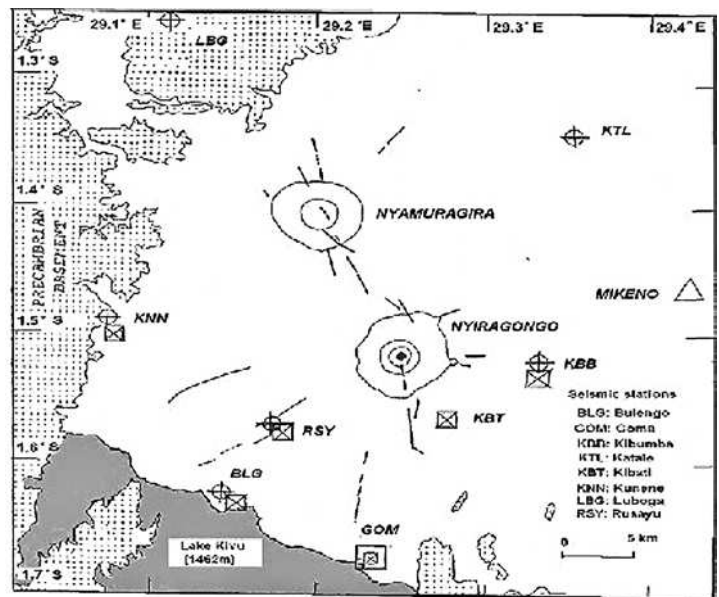 29.1° E
29.2° E
29.3° E
29.4° E
LBG
1.3° S
KTL
1.4° S
NYAMURAGIRA
PRECAMBRIAN
BASEMENT
MIKENO
KNN
1.5° S
NYIRAGONGO
KBB
Seismic stations
BLG: Bulengo
GOM: Goma
KBB: Kibumba
KTL: Katale
KBT: Kibati
KNN: Kunene
LBG: Luboga
RSY: Rusayu
KBT
RSY
1.6° S
BLG
GOM
Lake Kivu
[1462m]
0 5 km
1.7° S